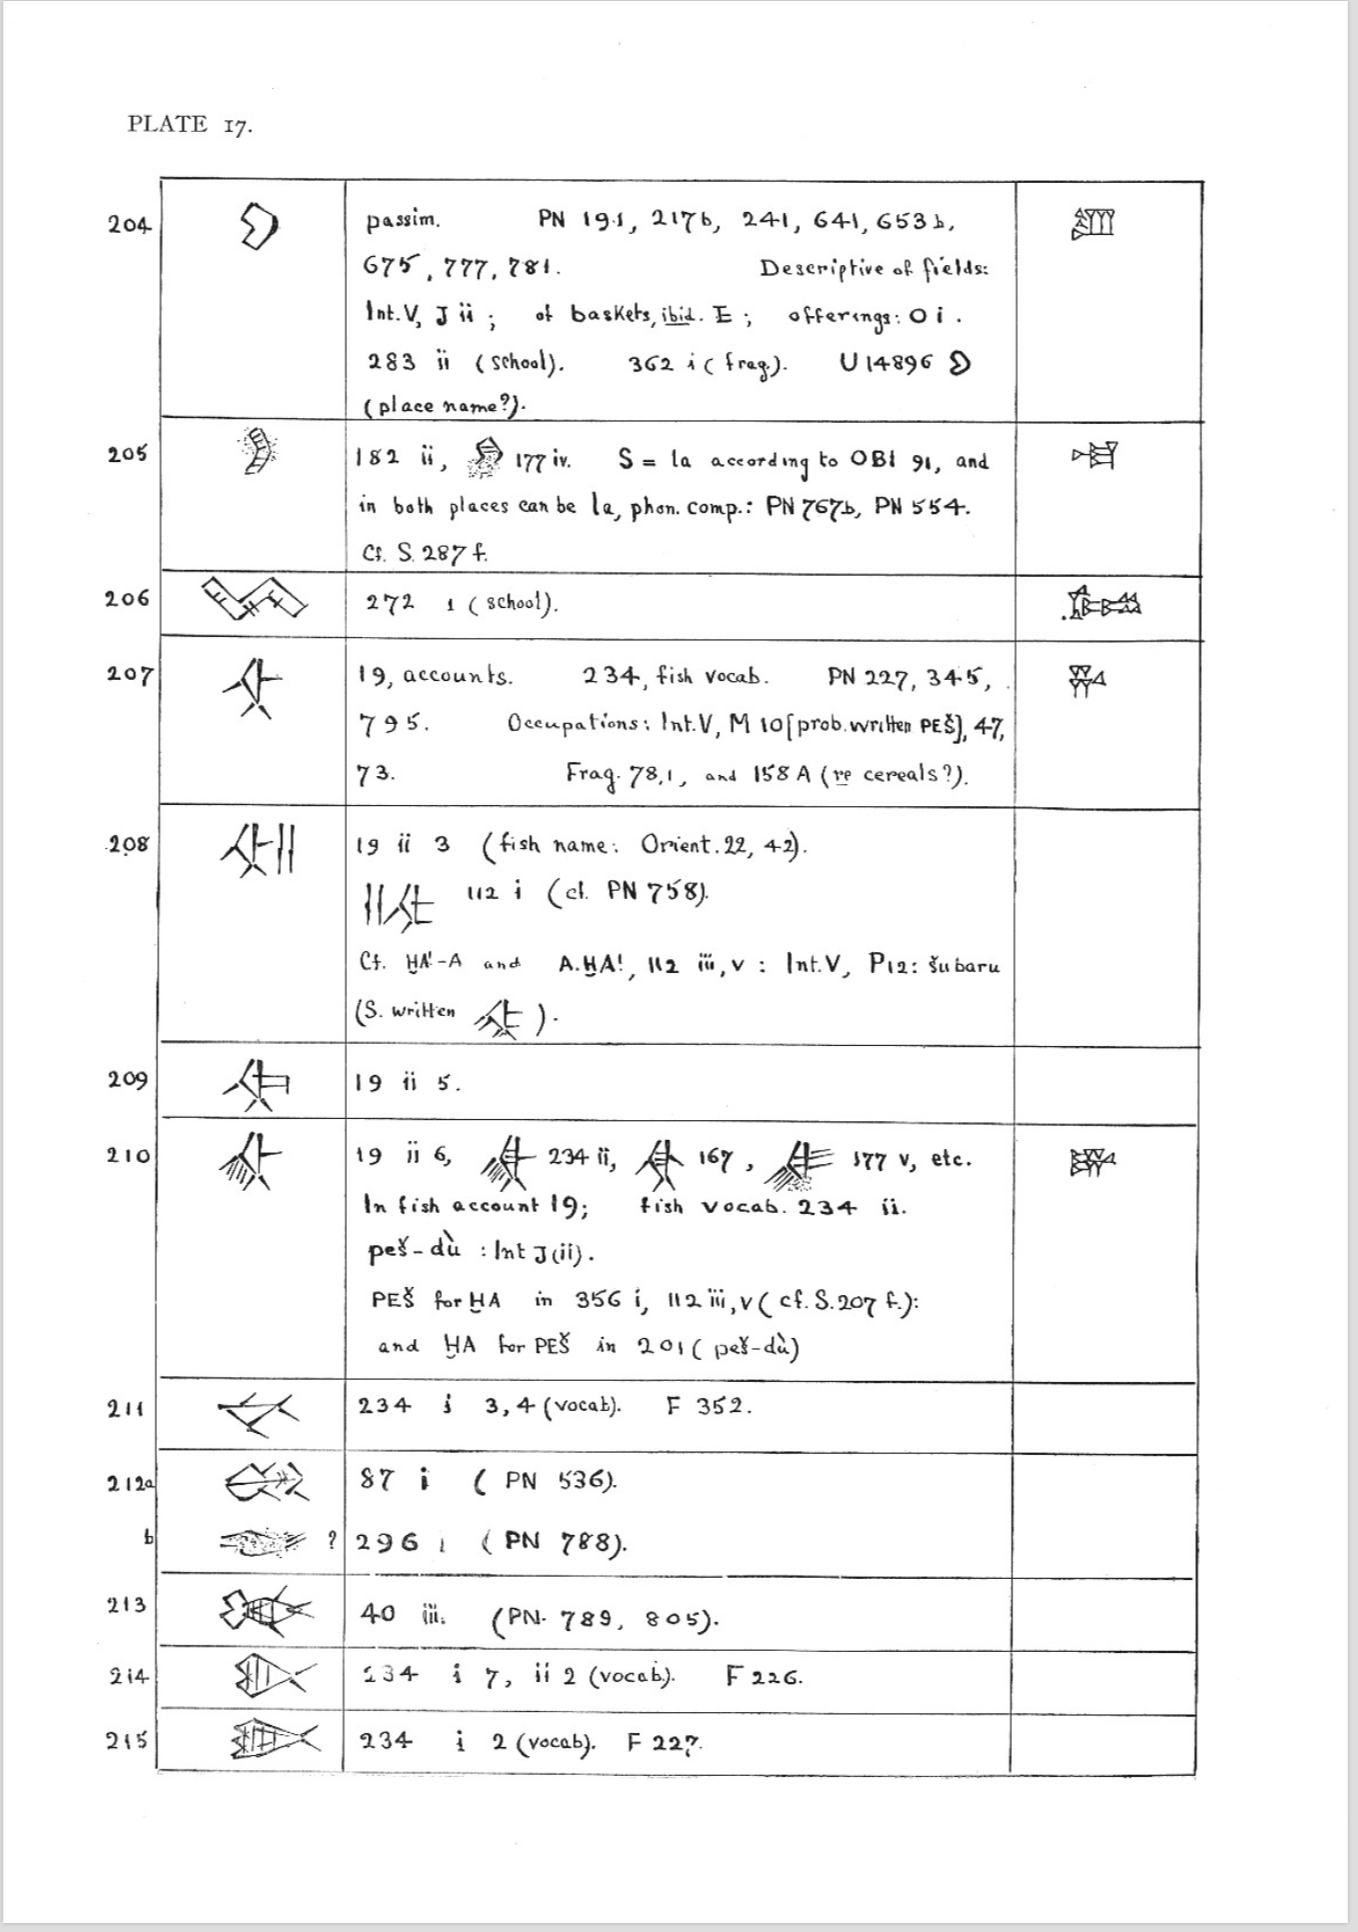 PLATE 17.
204 passim. PN 191, 217b, 241, 641, 653b,
675, 777, 781. Descriptive of fields:
Int.V, J ii; of baskets, ibid. E; offerings: O i.
283 ii (school). 362 i (frag.). U 14896
(place name?).
205 182 ii, 177 iv. S = la according to OBI 91, and
in both places can be la, phon. comp.: PN 767b, PN 554.
Cf. S. 287 f.
206 272 i (school).
207 19, accounts. 234, fish vocab. PN 227, 345,
795. Occupations: Int.V, M 10 [prob. written PEŠ], 47,
73. Frag. 78,1, and 158 A (re cereals?).
208 19 ii 3 (fish name: Orient. 22, 42).
112 i (cf. PN 758).
Cf. ḪA!-A and A.ḪA!, 112 iii, v : Int.V, P12: šubaru
(S. written ).
209 19 ii 5.
210 19 ii 6, 234 ii, 167, 177 v, etc.
In fish account 19; fish vocab. 234 ii.
peš-dù : Int J(ii).
PEŠ for ḪA in 356 i, 112 iii, v (cf. S. 207 f.):
and ḪA for PEŠ in 201 (peš-dù)
211 234 i 3, 4 (vocab). F 352.
212a 87 i (PN 536).
b ? 296 i (PN 788).
213 40 iii. (PN. 789, 805).
214 234 i 7, ii 2 (vocab). F 226.
215 234 i 2 (vocab). F 227.